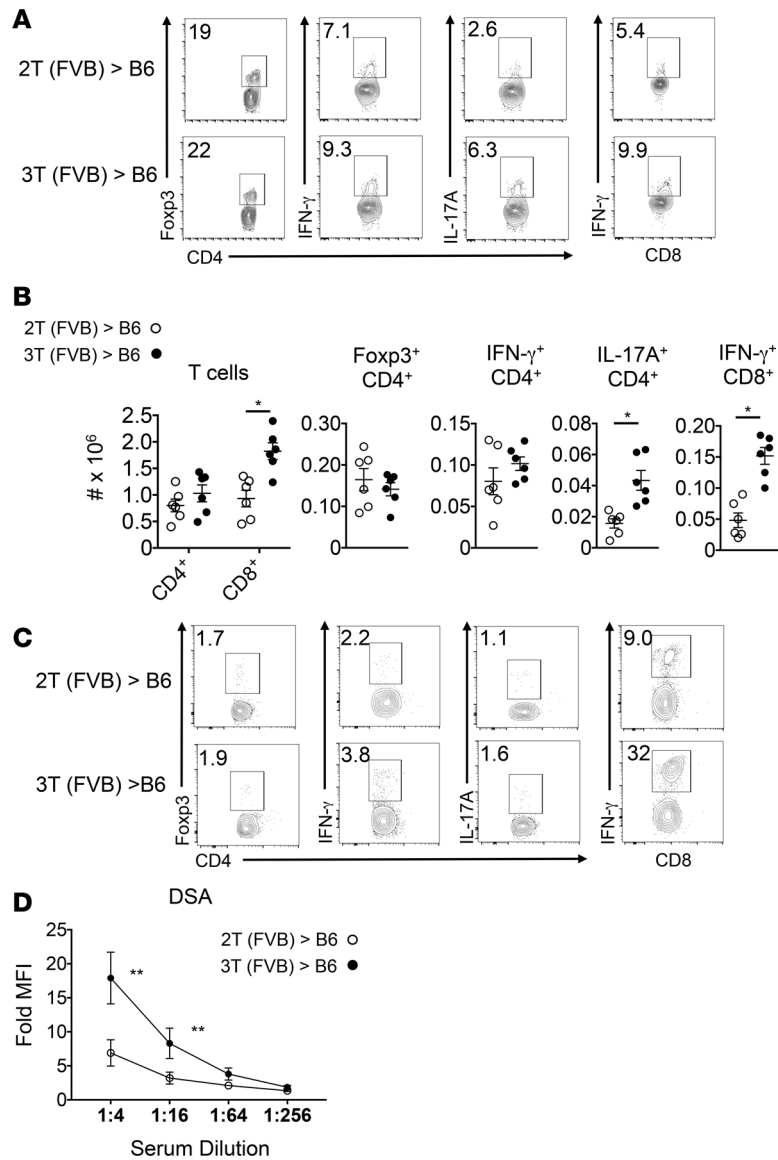 A
2T (FVB) > B6
19
7.1
2.6
5.4
3T (FVB) > B6
22
9.3
6.3
9.9
Foxp3
IFN-γ
IL-17A
IFN-γ
CD4
CD8
B
2T (FVB) > B6
3T (FVB) > B6
T cells
Foxp3+
CD4+
IFN-γ+
CD4+
IL-17A+
CD4+
IFN-γ+
CD8+
# x 10^6
2.5
2.0
1.5
1.0
0.5
0
*
CD4+
CD8+
0.30
0.20
0.10
0
0.15
0.10
0.05
0
0.08
0.06
0.04
0.02
0
*
0.20
0.15
0.10
0.05
0
*
C
2T (FVB) > B6
1.7
2.2
1.1
9.0
3T (FVB) >B6
1.9
3.8
1.6
32
Foxp3
IFN-γ
IL-17A
IFN-γ
CD4
CD8
D
DSA
2T (FVB) > B6
3T (FVB) > B6
Fold MFI
25
20
15
10
5
0
**
**
1:4
1:16
1:64
1:256
Serum Dilution